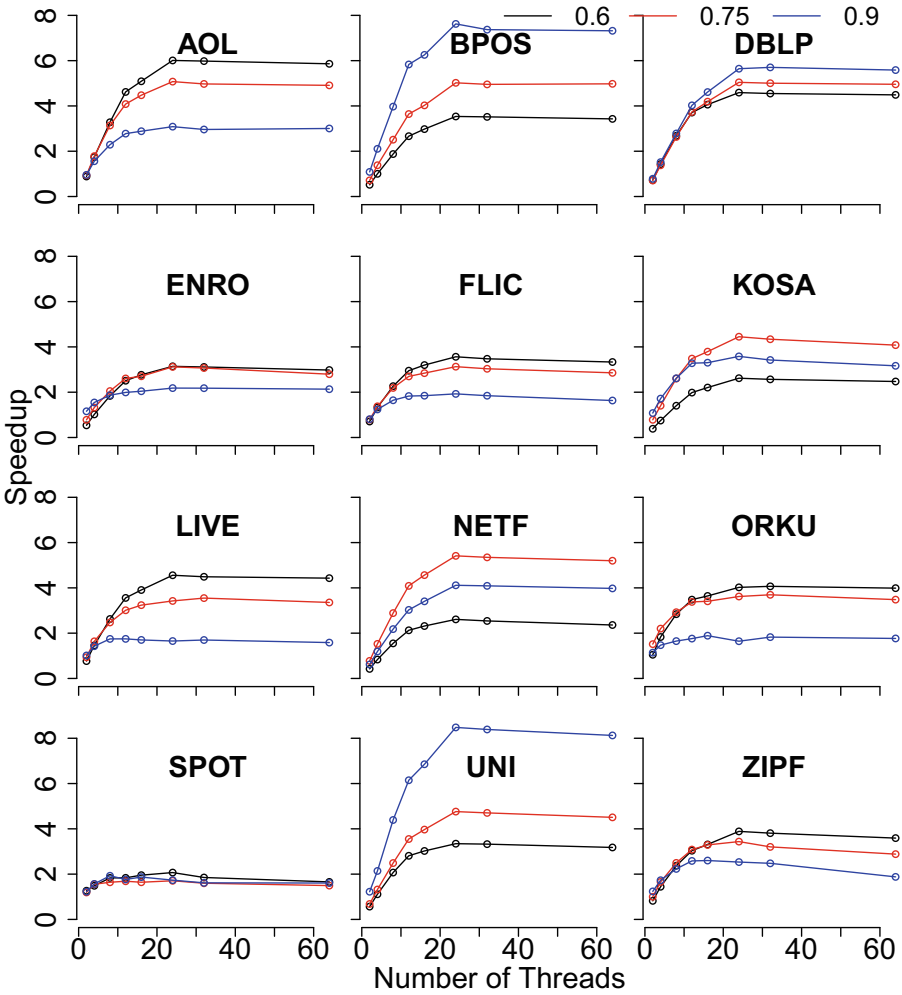 0.6 0.75 0.9
AOL BPOS DBLP
0 2 4 6 8
ENRO FLIC KOSA
0 2 4 6 8
LIVE NETF ORKU
0 2 4 6 8
SPOT UNI ZIPF
0 2 4 6 8
Speedup
0 20 40 60 0 20 40 60 0 20 40 60
Number of Threads